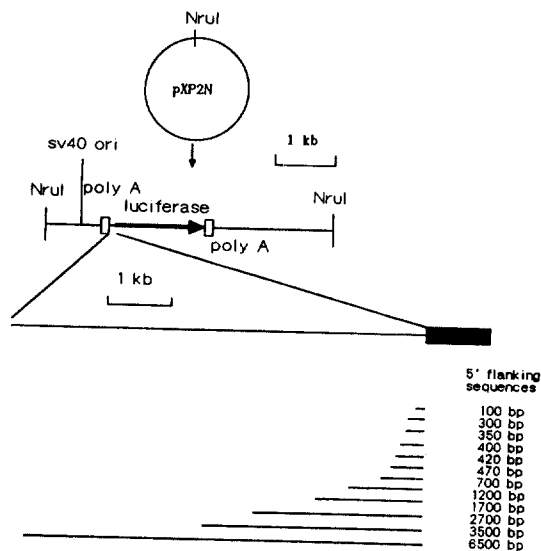 NruI
pXP2N
1 kb
sv40 ori
NruI
poly A
luciferase
NruI
poly A
1 kb
5' flanking
sequences
100 bp
300 bp
350 bp
400 bp
420 bp
470 bp
700 bp
1200 bp
1700 bp
2700 bp
3500 bp
6500 bp